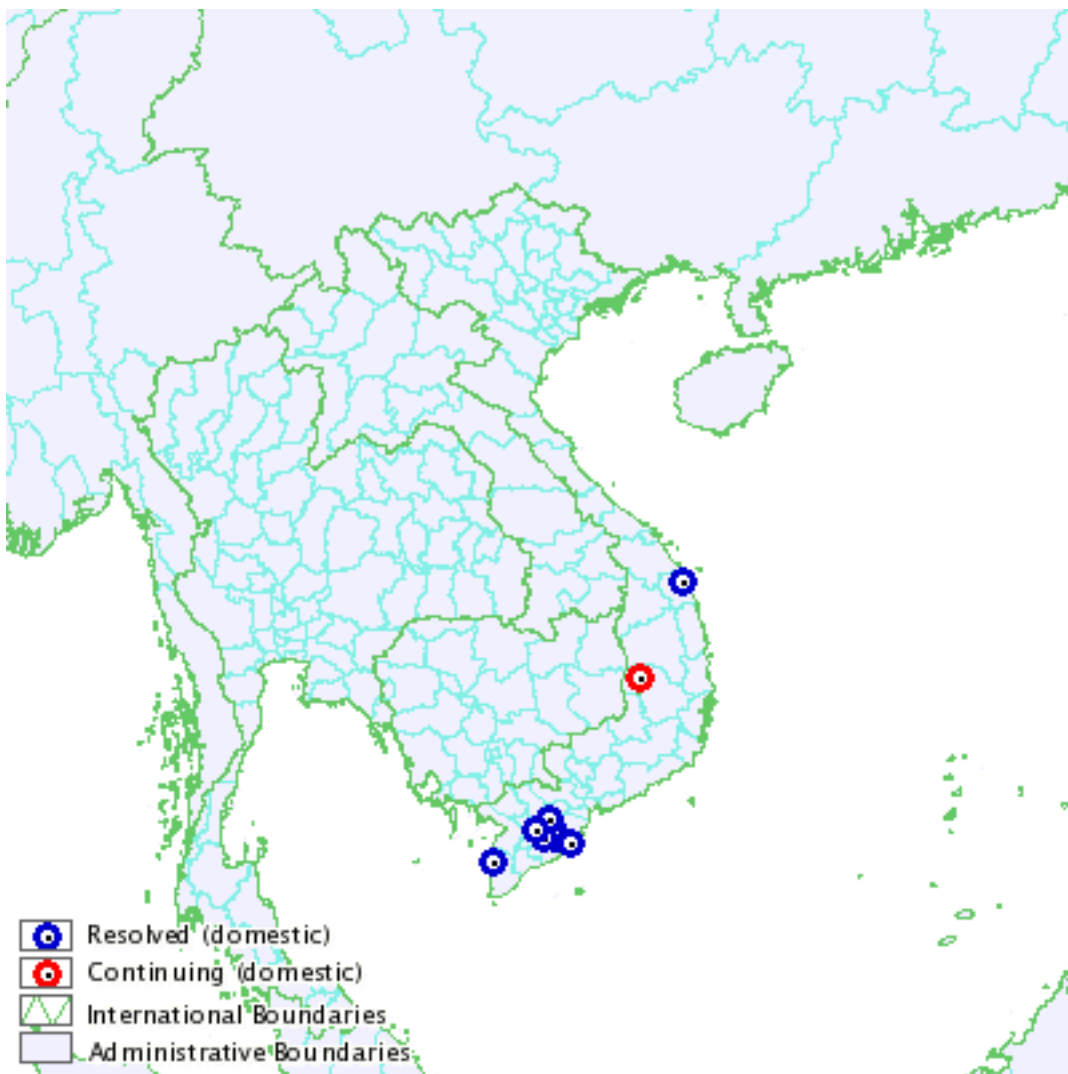 Resolved (domestic)
Continuing (domestic)
International Boundaries
Administrative Boundaries